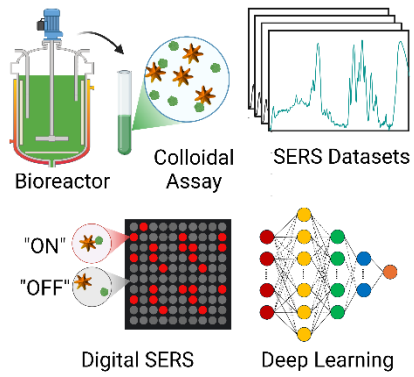 Bioreactor
Colloidal
Assay
SERS Datasets
"ON"
"OFF"
Digital SERS
Deep Learning